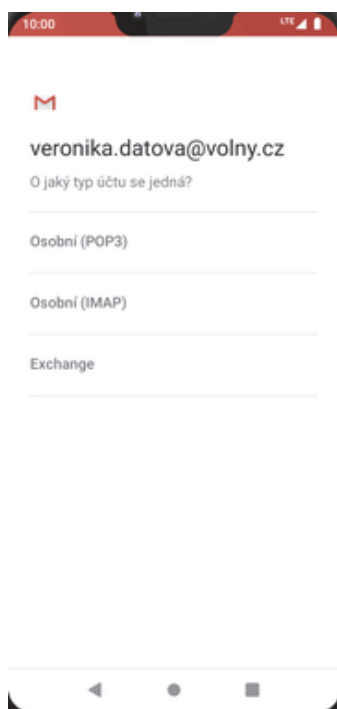 10:00
LTE
veronika.datova@volny.cz
O jaký typ účtu se jedná?
Osobní (POP3)
Osobní (IMAP)
Exchange